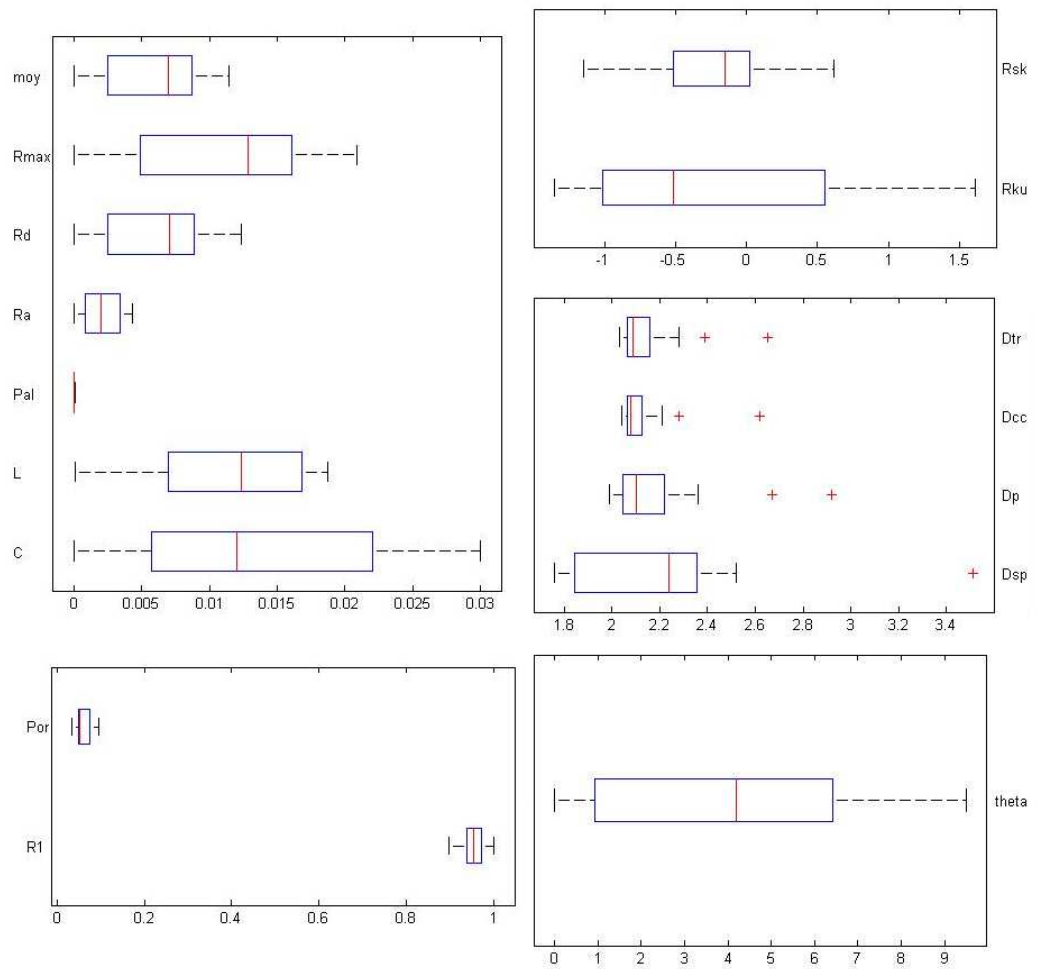 moy
Rmax
Rd
Ra
Pal
L
C
0 0.005 0.01 0.015 0.02 0.025 0.03
Rsk
Rku
-1 -0.5 0 0.5 1 1.5
Dtr
Dcc
Dp
Dsp
1.8 2 2.2 2.4 2.6 2.8 3 3.2 3.4
Por
R1
0 0.2 0.4 0.6 0.8 1
theta
0 1 2 3 4 5 6 7 8 9